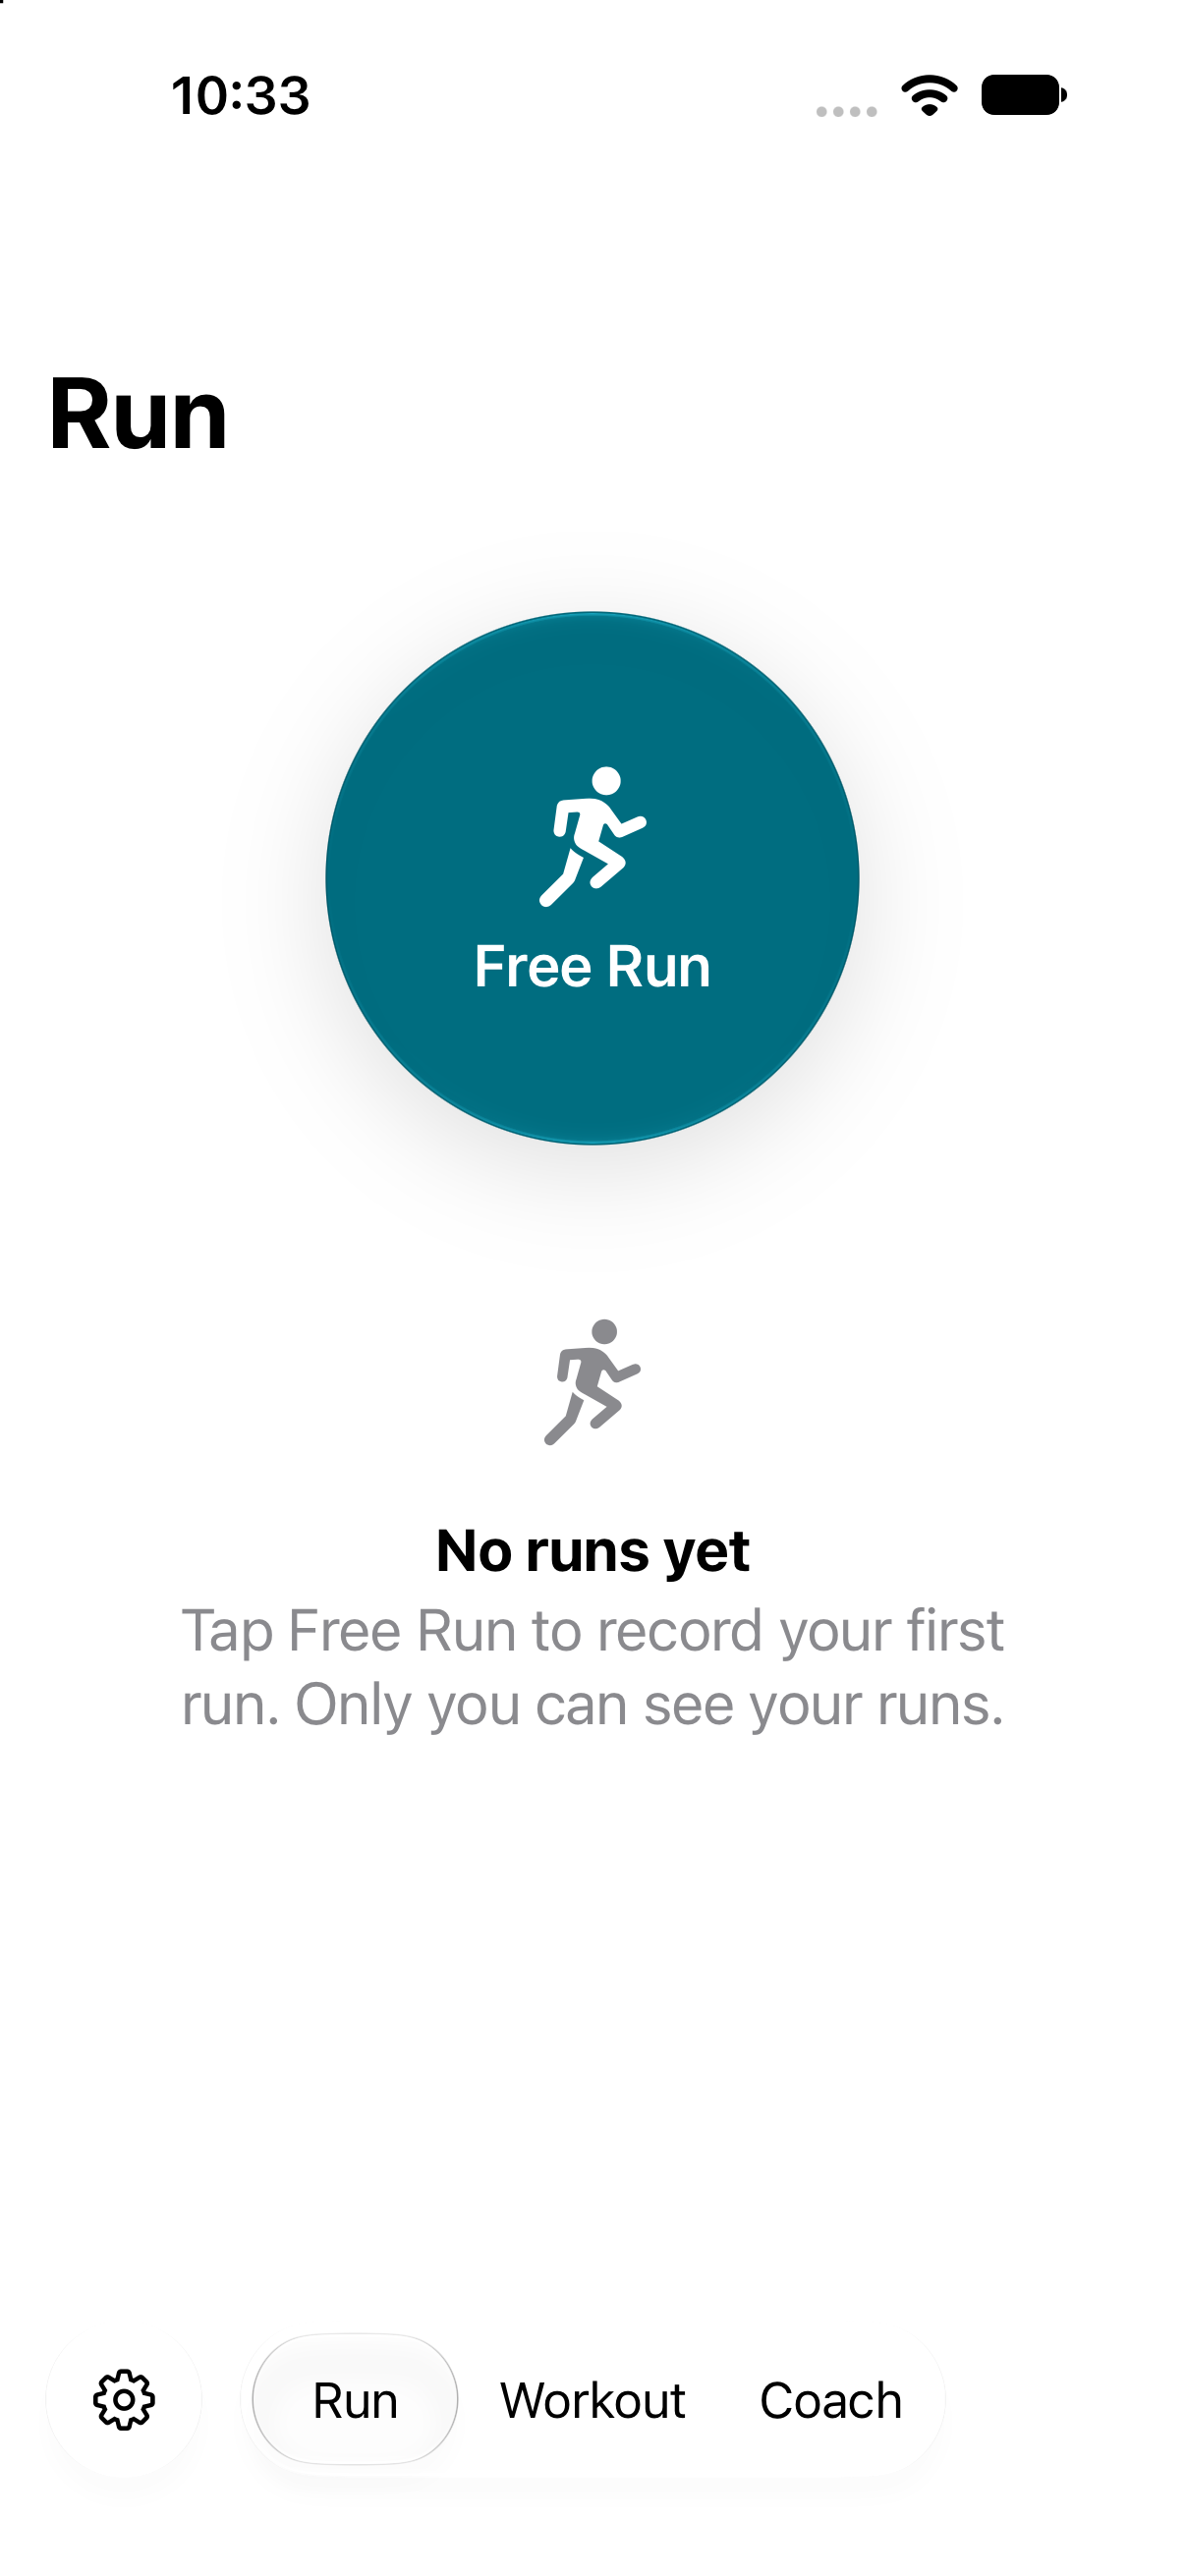 10:33
Run
Free Run
No runs yet
Tap Free Run to record your first
run. Only you can see your runs.
Run Workout Coach